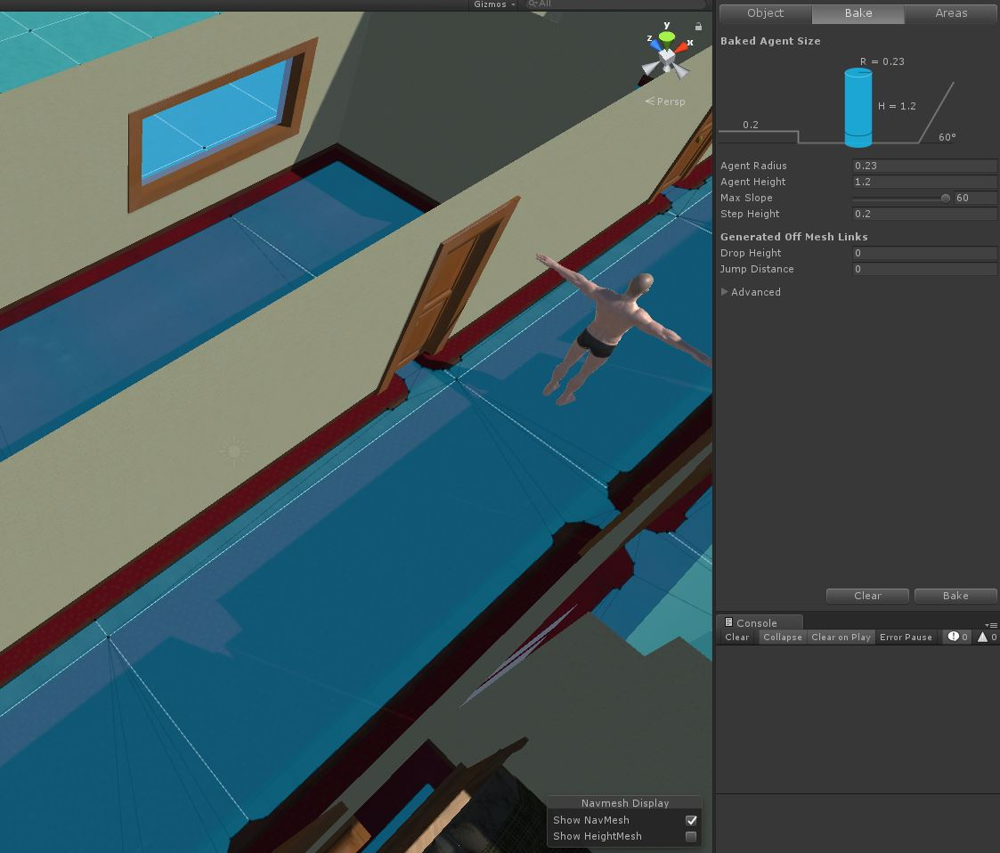 Gizmos
All
y
z
x
Persp
Navmesh Display
Show NavMesh
Show HeightMesh
Object Bake Areas
Baked Agent Size
R = 0.23
H = 1.2
0.2
60°
Agent Radius 0.23
Agent Height 1.2
Max Slope 60
Step Height 0.2
Generated Off Mesh Links
Drop Height 0
Jump Distance 0
Advanced
Clear Bake
Console
Clear Collapse Clear on Play Error Pause 0 0